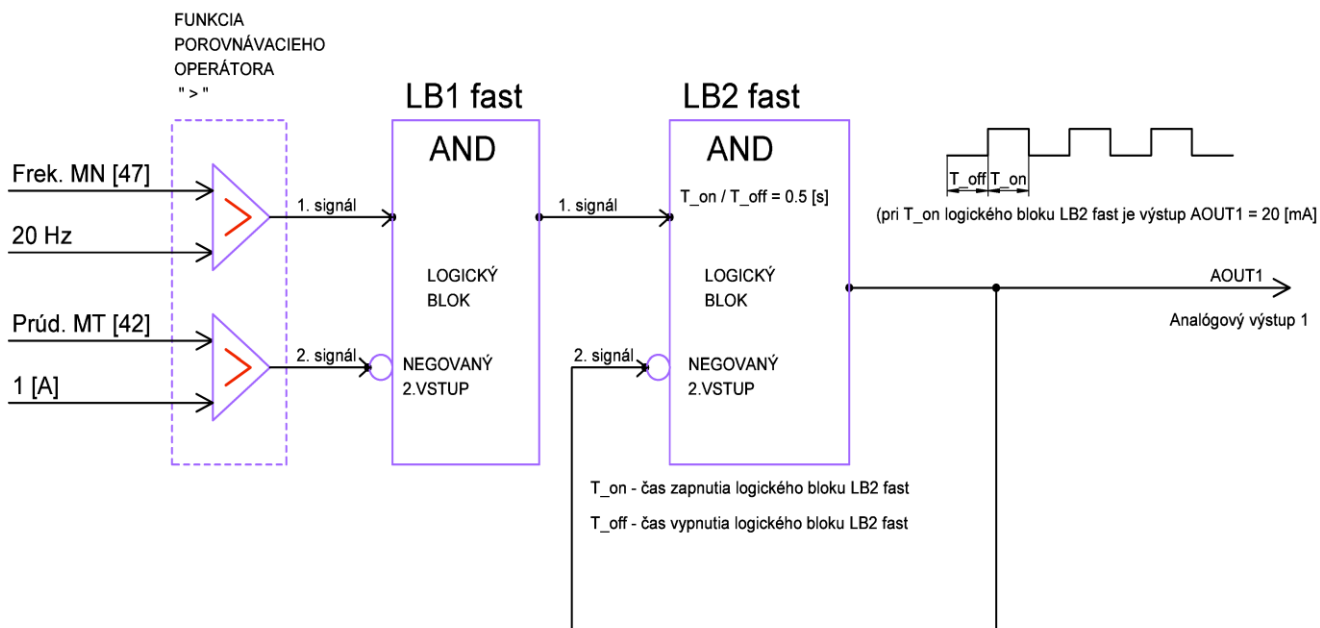 FUNKCIA
POROVNÁVACIEHO
OPERÁTORA
" > "
LB1 fast
LB2 fast
AND
AND
Frek. MN [47]
20 Hz
1. signál
1. signál
T_on / T_off = 0.5 [s]
T_off
T_on
(pri T_on logického bloku LB2 fast je výstup AOUT1 = 20 [mA]
LOGICKÝ
BLOK
LOGICKÝ
BLOK
AOUT1
Analógový výstup 1
Prúd. MT [42]
1 [A]
2. signál
NEGOVANÝ
2.VSTUP
2. signál
NEGOVANÝ
2.VSTUP
T_on - čas zapnutia logického bloku LB2 fast
T_off - čas vypnutia logického bloku LB2 fast